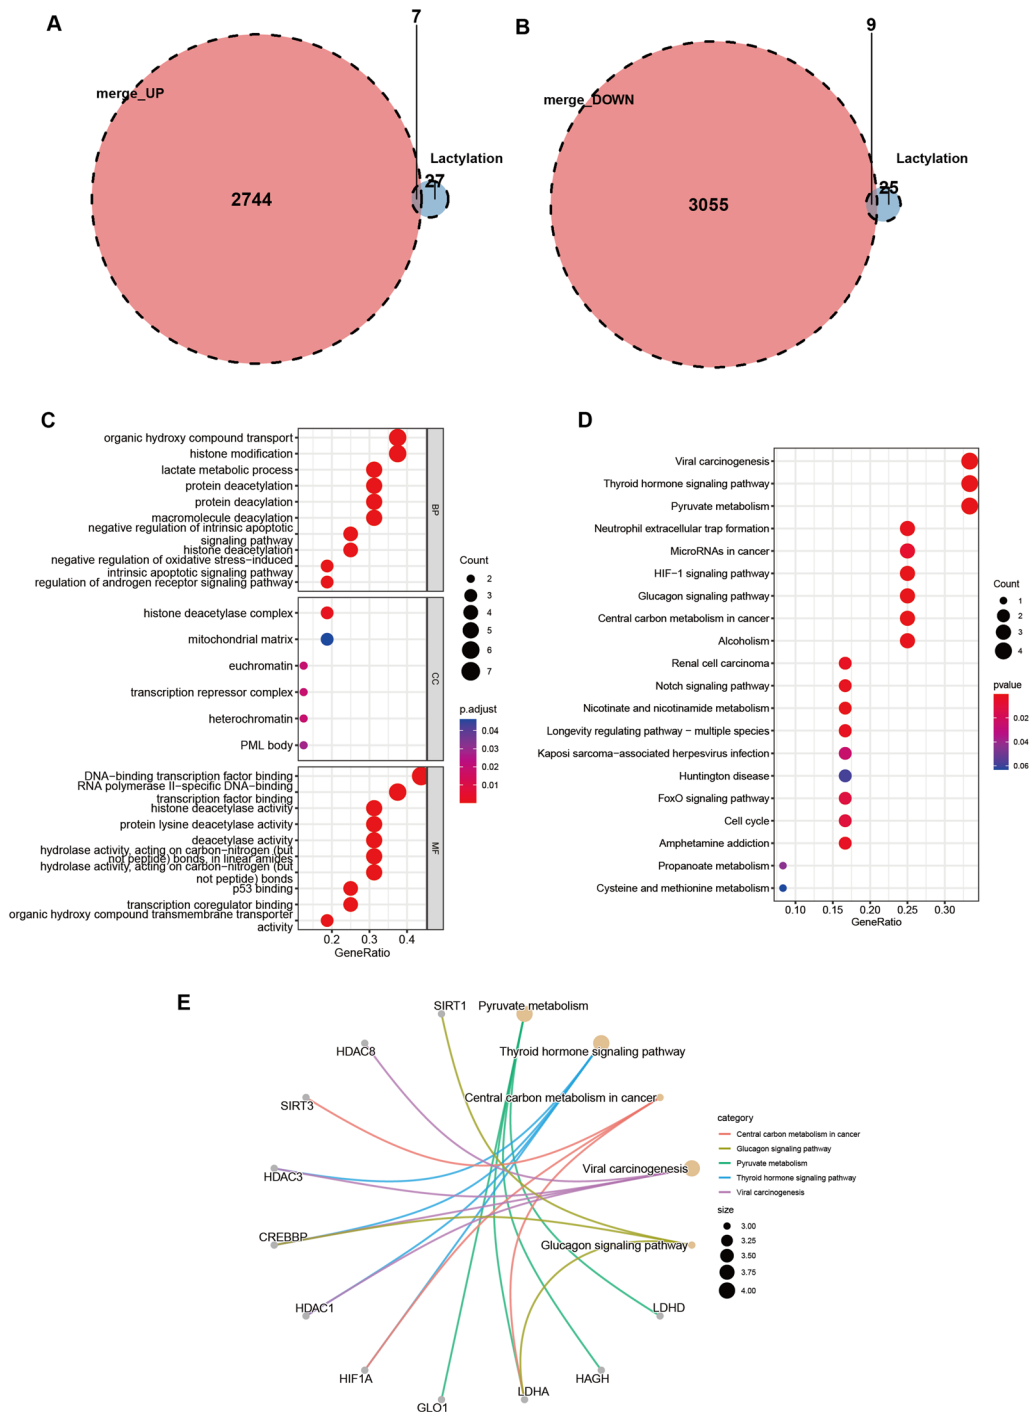 A
7
merge_UP
Lactylation
27
2744
B
9
merge_DOWN
Lactylation
25
3055
C
organic hydroxy compound transport
histone modification
lactate metabolic process
protein deacetylation
protein deacylation
macromolecule deacylation
negative regulation of intrinsic apoptotic
signaling pathway
histone deacetylation
negative regulation of oxidative stress−induced
intrinsic apoptotic signaling pathway
regulation of androgen receptor signaling pathway
BP
histone deacetylase complex
mitochondrial matrix
euchromatin
transcription repressor complex
heterochromatin
PML body
CC
DNA−binding transcription factor binding
RNA polymerase II−specific DNA−binding
transcription factor binding
histone deacetylase activity
protein lysine deacetylase activity
deacetylase activity
hydrolase activity, acting on carbon−nitrogen (but
not peptide) bonds, in linear amides
hydrolase activity, acting on carbon−nitrogen (but
not peptide) bonds
p53 binding
transcription coregulator binding
organic hydroxy compound transmembrane transporter
activity
MF
0.2 0.3 0.4
GeneRatio
Count
2
3
4
5
6
7
p.adjust
0.04
0.03
0.02
0.01
D
Viral carcinogenesis
Thyroid hormone signaling pathway
Pyruvate metabolism
Neutrophil extracellular trap formation
MicroRNAs in cancer
HIF−1 signaling pathway
Glucagon signaling pathway
Central carbon metabolism in cancer
Alcoholism
Renal cell carcinoma
Notch signaling pathway
Nicotinate and nicotinamide metabolism
Longevity regulating pathway − multiple species
Kaposi sarcoma−associated herpesvirus infection
Huntington disease
FoxO signaling pathway
Cell cycle
Amphetamine addiction
Propanoate metabolism
Cysteine and methionine metabolism
0.10 0.15 0.20 0.25 0.30
GeneRatio
Count
1
2
3
4
pvalue
0.02
0.04
0.06
E
SIRT1
Pyruvate metabolism
HDAC8
Thyroid hormone signaling pathway
SIRT3
Central carbon metabolism in cancer
HDAC3
Viral carcinogenesis
CREBBP
Glucagon signaling pathway
HDAC1
LDHD
HIF1A
HAGH
GLO1
LDHA
category
Central carbon metabolism in cancer
Glucagon signaling pathway
Pyruvate metabolism
Thyroid hormone signaling pathway
Viral carcinogenesis
size
3.00
3.25
3.50
3.75
4.00